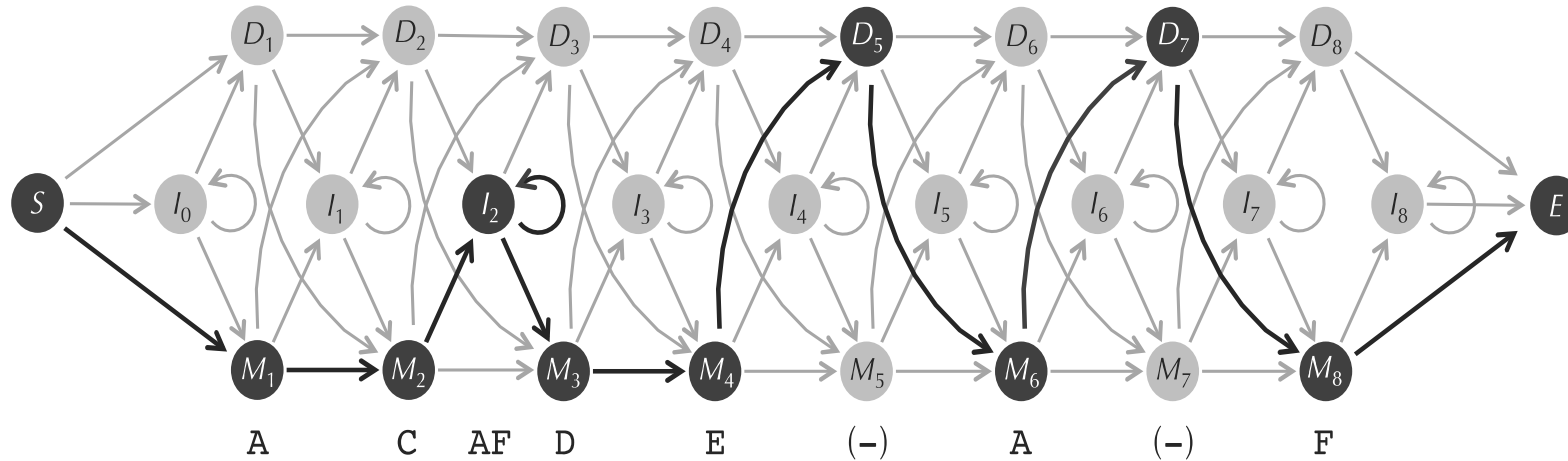 D₁ D₂ D₃ D₄ D₅ D₆ D₇ D₈
S I₀ I₁ I₂ I₃ I₄ I₅ I₆ I₇ I₈ E
M₁ M₂ M₃ M₄ M₅ M₆ M₇ M₈
A C AF D E (-) A (-) F